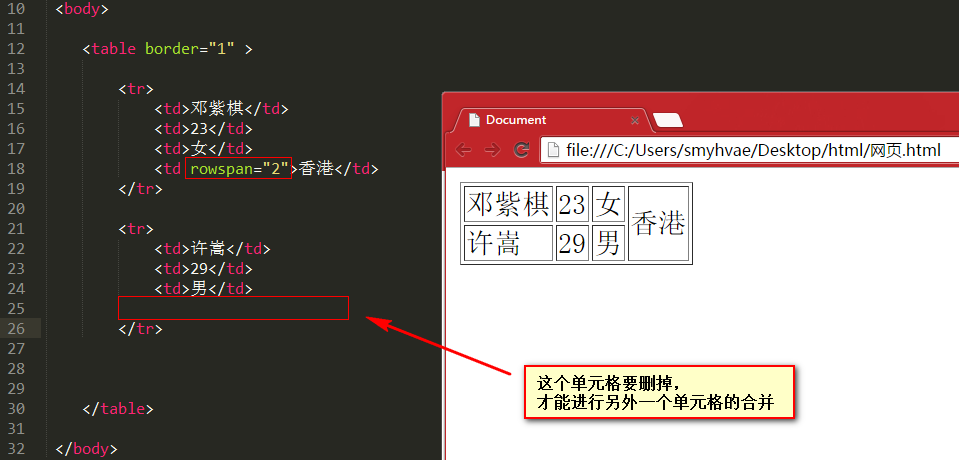 10 <body>
11
12 <table border="1" >
13
14 <tr>
15 <td>邓紫棋</td>
16 <td>23</td>
17 <td>女</td>
18 <td rowspan="2">香港</td>
19 </tr>
20
21 <tr>
22 <td>许嵩</td>
23 <td>29</td>
24 <td>男</td>
25
26 </tr>
27
28
29
30 </table>
31
32 </body>
Document
file:///C:/Users/smyhvae/Desktop/html/网页.html
邓紫棋 23 女 香港
许嵩 29 男
这个单元格要删掉，
才能进行另外一个单元格的合并